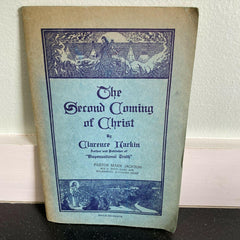 The
Second Coming
of Christ
By
Clarence Larkin
Author and Publisher of
"Dispensational Truth"